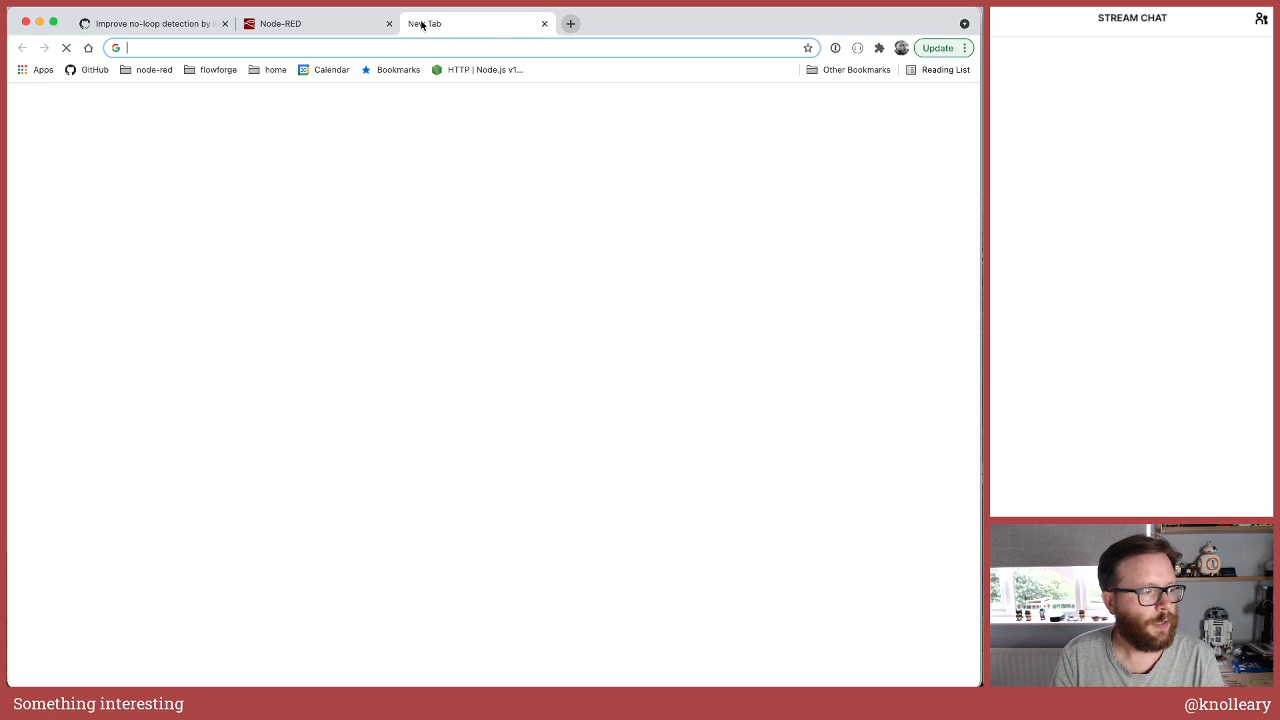 Improve no-loop detection by
Node-RED
New Tab
Update
Apps
GitHub
node-red
flowforge
home
Calendar
Bookmarks
HTTP | Node.js v1...
Other Bookmarks
Reading List
STREAM CHAT
Something interesting
@knolleary